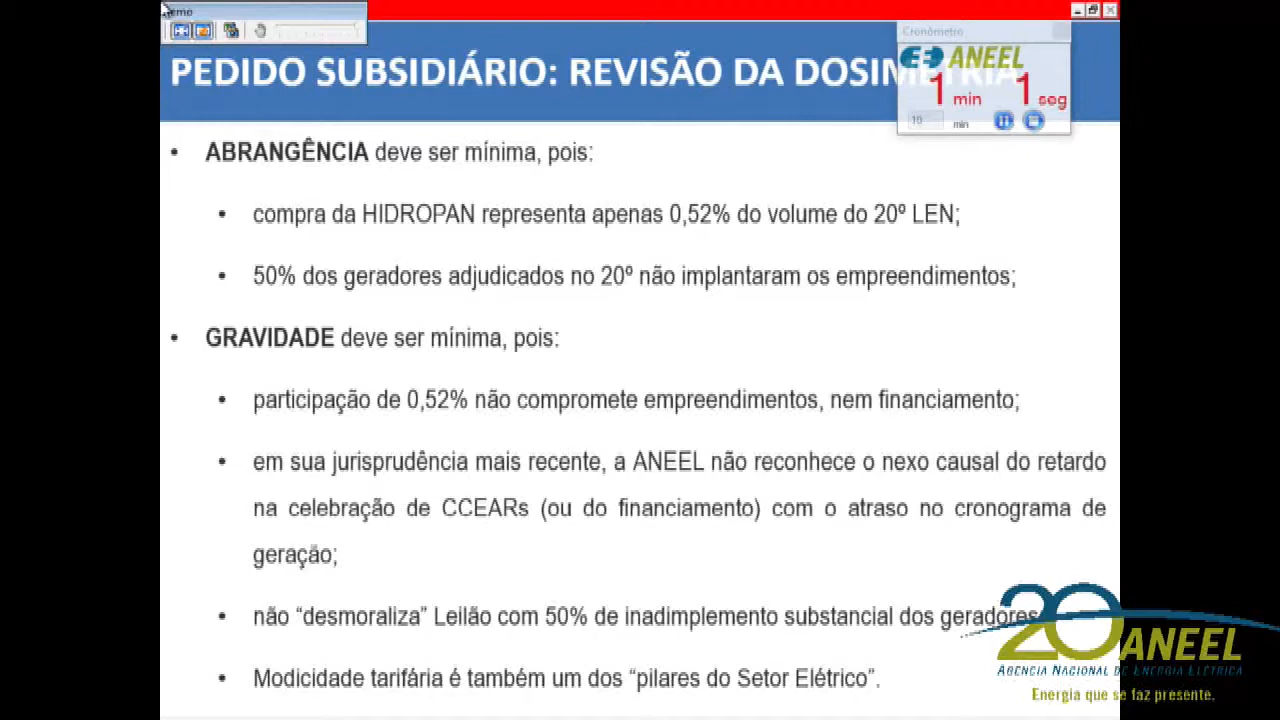 emo
Cronômetro
ANEEL
1 min 1 seg
10 min
PEDIDO SUBSIDIÁRIO: REVISÃO DA DOSIMETRIA
• ABRANGÊNCIA deve ser mínima, pois:
• compra da HIDROPAN representa apenas 0,52% do volume do 20º LEN;
• 50% dos geradores adjudicados no 20º não implantaram os empreendimentos;
• GRAVIDADE deve ser mínima, pois:
• participação de 0,52% não compromete empreendimentos, nem financiamento;
• em sua jurisprudência mais recente, a ANEEL não reconhece o nexo causal do retardo
na celebração de CCEARs (ou do financiamento) com o atraso no cronograma de
geração;
• não “desmoraliza” Leilão com 50% de inadimplemento substancial dos geradores
• Modicidade tarifária é também um dos “pilares do Setor Elétrico”.
20 ANEEL
AGENCIA NACIONAL DE ENERGIA ELÉTRICA
Energia que se faz presente.